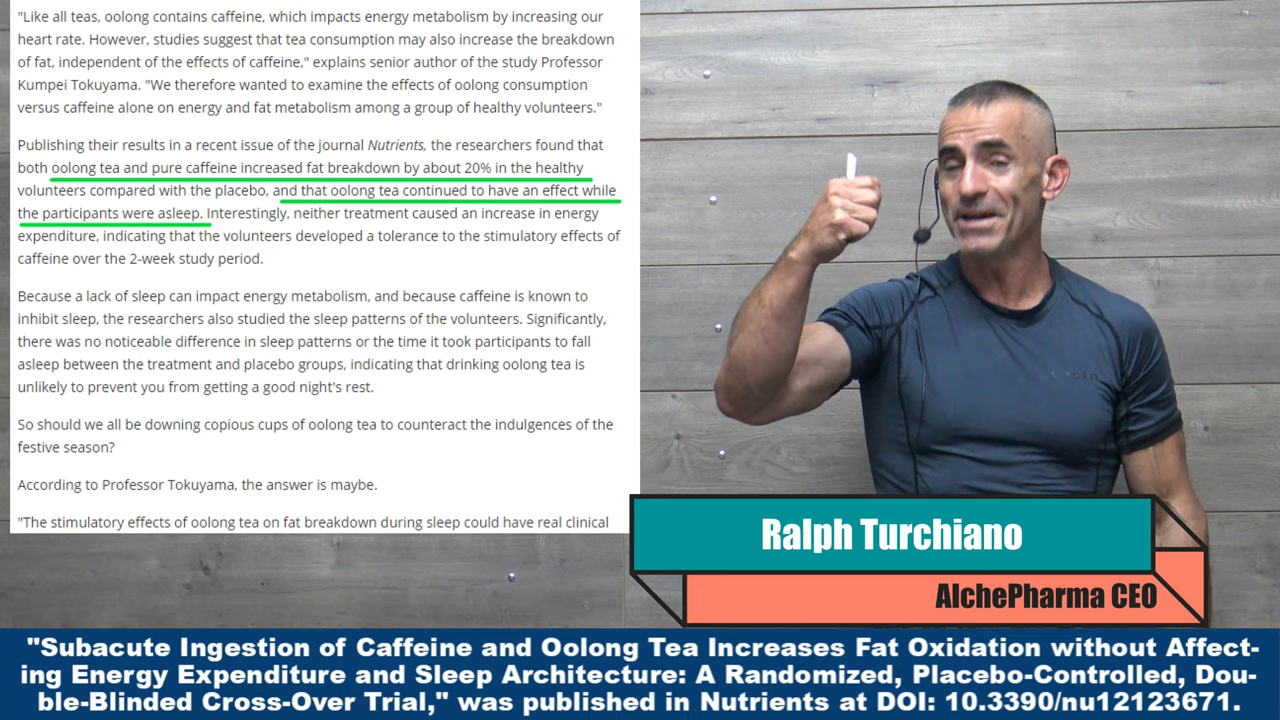 "Like all teas, oolong contains caffeine, which impacts energy metabolism by increasing our
heart rate. However, studies suggest that tea consumption may also increase the breakdown
of fat, independent of the effects of caffeine," explains senior author of the study Professor
Kumpei Tokuyama. "We therefore wanted to examine the effects of oolong consumption
versus caffeine alone on energy and fat metabolism among a group of healthy volunteers."
Publishing their results in a recent issue of the journal Nutrients, the researchers found that
both oolong tea and pure caffeine increased fat breakdown by about 20% in the healthy
volunteers compared with the placebo, and that oolong tea continued to have an effect while
the participants were asleep. Interestingly, neither treatment caused an increase in energy
expenditure, indicating that the volunteers developed a tolerance to the stimulatory effects of
caffeine over the 2-week study period.
Because a lack of sleep can impact energy metabolism, and because caffeine is known to
inhibit sleep, the researchers also studied the sleep patterns of the volunteers. Significantly,
there was no noticeable difference in sleep patterns or the time it took participants to fall
asleep between the treatment and placebo groups, indicating that drinking oolong tea is
unlikely to prevent you from getting a good night's rest.
So should we all be downing copious cups of oolong tea to counteract the indulgences of the
festive season?
According to Professor Tokuyama, the answer is maybe.
"The stimulatory effects of oolong tea on fat breakdown during sleep could have real clinical
Ralph Turchiano
AlchePharma CEO
"Subacute Ingestion of Caffeine and Oolong Tea Increases Fat Oxidation without Affect-
ing Energy Expenditure and Sleep Architecture: A Randomized, Placebo-Controlled, Dou-
ble-Blinded Cross-Over Trial," was published in Nutrients at DOI: 10.3390/nu12123671.